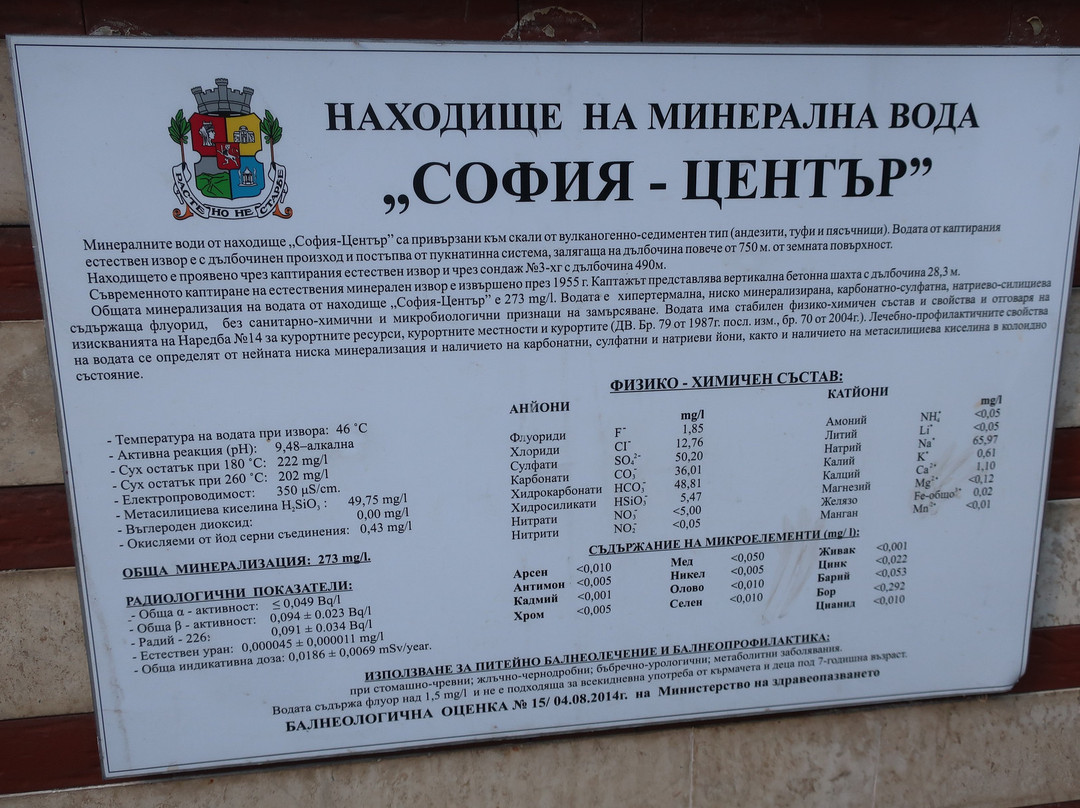 НАХОДИЩЕ НА МИНЕРАЛНА ВОДА
„СОФИЯ - ЦЕНТЪР”
РАСТЕ НО НЕ СТАРѢЕ
Минералните води от находище „София-Център” са привързани към скали от вулканогенно-седиментен тип (андезити, туфи и пясъчници). Водата от каптирания
естествен извор е с дълбочинен произход и постъпва от пукнатинна система, залягаща на дълбочина повече от 750 м. от земната повърхност.
Находището е проявено чрез каптирания естествен извор и чрез сондаж №3-хг с дълбочина 490м.
Съвременното каптиране на естествения минерален извор е извършено през 1955 г. Каптажът представлява вертикална бетонна шахта с дълбочина 28,3 м.
Общата минерализация на водата от находище „София-Център” е 273 mg/l. Водата е хипертермална, ниско минерализирана, карбонатно-сулфатна, натриево-силициева
съдържаща флуорид, без санитарно-химични и микробиологични признаци на замърсяване. Водата има стабилен физико-химичен състав и свойства и отговаря на
изискванията на Наредба №14 за курортните ресурси, курортните местности и курортите (ДВ. Бр. 79 от 1987г. посл. изм., бр. 70 от 2004г.). Лечебно-профилактичните свойства
на водата се определят от нейната ниска минерализация и наличието на карбонатни, сулфатни и натриеви йони, както и наличието на метасилициева киселина в колоидно
състояние.
- Температура на водата при извора: 46 °C
- Активна реакция (pH): 9,48–алкална
- Сух остатък при 180 °C: 222 mg/l
- Сух остатък при 260 °C: 202 mg/l
- Електропроводимост: 350 µS/cm.
- Метасилициева киселина H₂SiO₃ : 49,75 mg/l
- Въглероден диоксид: 0,00 mg/l
- Окисляеми от йод серни съединения: 0,43 mg/l
ОБЩА МИНЕРАЛИЗАЦИЯ: 273 mg/l.
РАДИОЛОГИЧНИ ПОКАЗАТЕЛИ:
- Обща α - активност: ≤ 0,049 Bq/l
- Обща β - активност: 0,094 ± 0.023 Bq/l
- Радий - 226: 0,091 ± 0.034 Bq/l
- Естествен уран: 0,000045 ± 0,000011 mg/l
- Обща индикативна доза: 0,0186 ± 0,0069 mSv/year.
ФИЗИКО - ХИМИЧЕН СЪСТАВ:
АНЙОНИ
mg/l
Флуориди F⁻ 1,85
Хлориди Cl⁻ 12,76
Сулфати SO₄²⁻ 50,20
Карбонати CO₃⁻ 36,01
Хидрокарбонати HCO₃⁻ 48,81
Хидросиликати HSiO₃⁻ 5,47
Нитрати NO₃⁻ <5,00
Нитрити NO₂⁻ <0,05
КАТЙОНИ
mg/l
Амоний NH₄⁺ <0,05
Литий Li⁺ <0,05
Натрий Na⁺ 65,97
Калий K⁺ 0,61
Калций Ca²⁺ 1,10
Магнезий Mg²⁺ <0,12
Желязо Fe-общо 0,02
Манган Mn²⁺ <0,01
СЪДЪРЖАНИЕ НА МИКРОЕЛЕМЕНТИ (mg/ l):
Арсен <0,010
Антимон <0,005
Кадмий <0,001
Хром <0,005
Мед <0,050
Никел <0,005
Олово <0,010
Селен <0,010
Живак <0,001
Цинк <0,022
Барий <0,053
Бор <0,292
Цианид <0,010
ИЗПОЛЗВАНЕ ЗА ПИТЕЙНО БАЛНЕОЛЕЧЕНИЕ И БАЛНЕОПРОФИЛАКТИКА:
при стомашно-чревни; жлъчно-чернодробни; бъбречно-урологични; метаболитни заболявания.
Водата съдържа флуор над 1,5 mg/l и не е подходяща за всекидневна употреба от кърмачета и деца под 7-годишна възраст.
БАЛНЕОЛОГИЧНА ОЦЕНКА № 15/ 04.08.2014г. на Министерство на здравеопазването